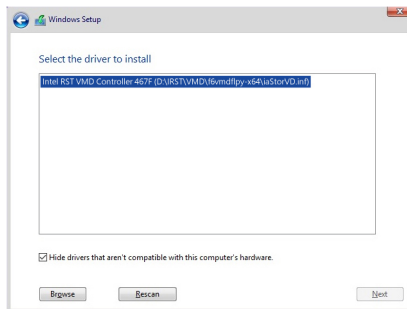 Windows Setup
Select the driver to install
Intel RST VMD Controller 467F (D:\IRST\VMD\f6vmdflpy-x64\iaStorVD.inf)
Hide drivers that aren't compatible with this computer's hardware.
Browse
Rescan
Next